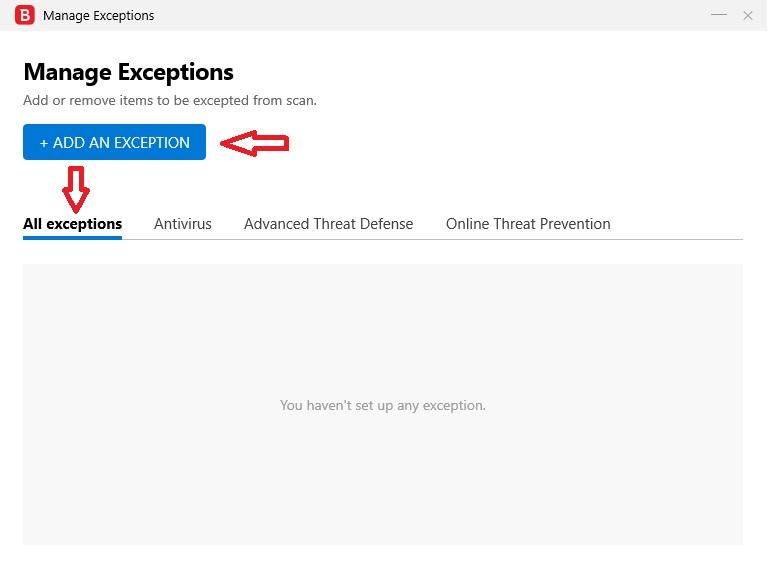 B Manage Exceptions
Manage Exceptions
Add or remove items to be excepted from scan.
+ ADD AN EXCEPTION
All exceptions Antivirus Advanced Threat Defense Online Threat Prevention
You haven't set up any exception.